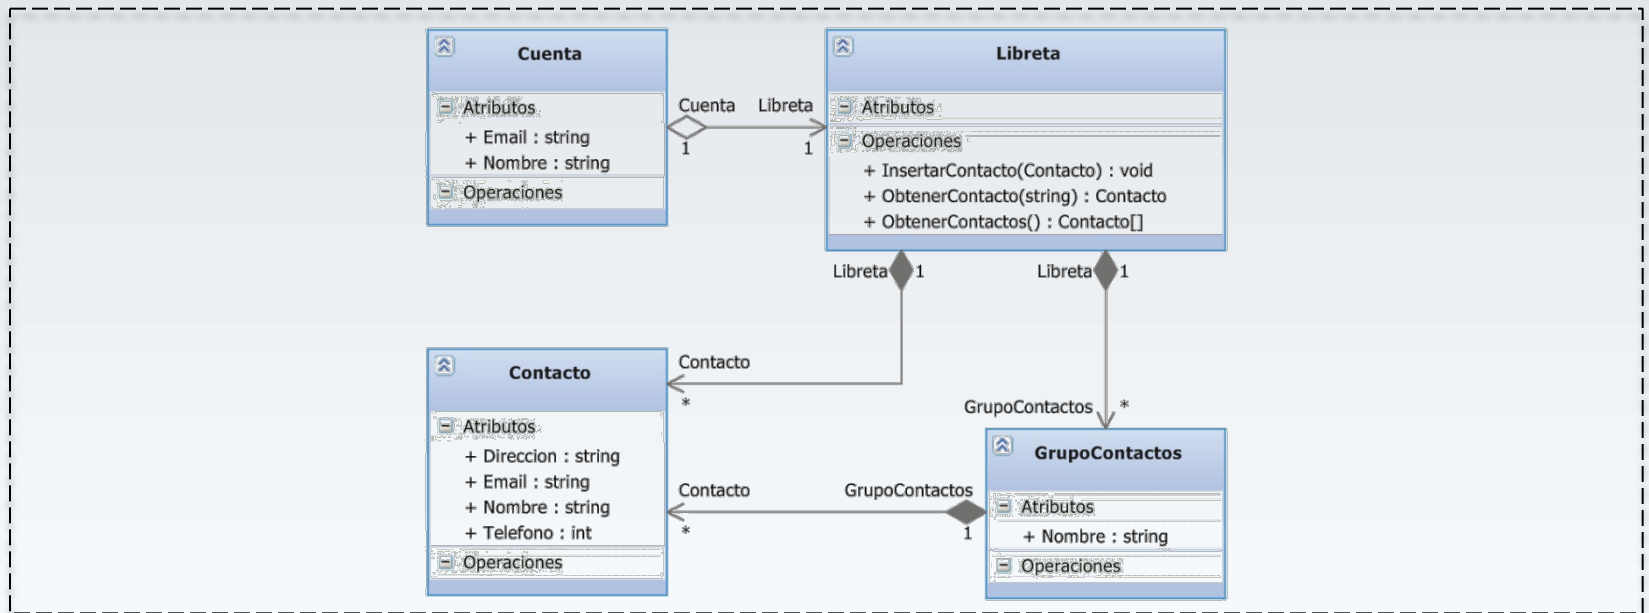 Cuenta
Atributos
+ Email : string
+ Nombre : string
Operaciones
Cuenta
Libreta
1
1
Libreta
Atributos
Operaciones
+ InsertarContacto(Contacto) : void
+ ObtenerContacto(string) : Contacto
+ ObtenerContactos() : Contacto[]
Libreta
1
Libreta
1
Contacto
*
GrupoContactos
*
Contacto
Atributos
+ Direccion : string
+ Email : string
+ Nombre : string
+ Telefono : int
Operaciones
Contacto
*
GrupoContactos
1
GrupoContactos
Atributos
+ Nombre : string
Operaciones